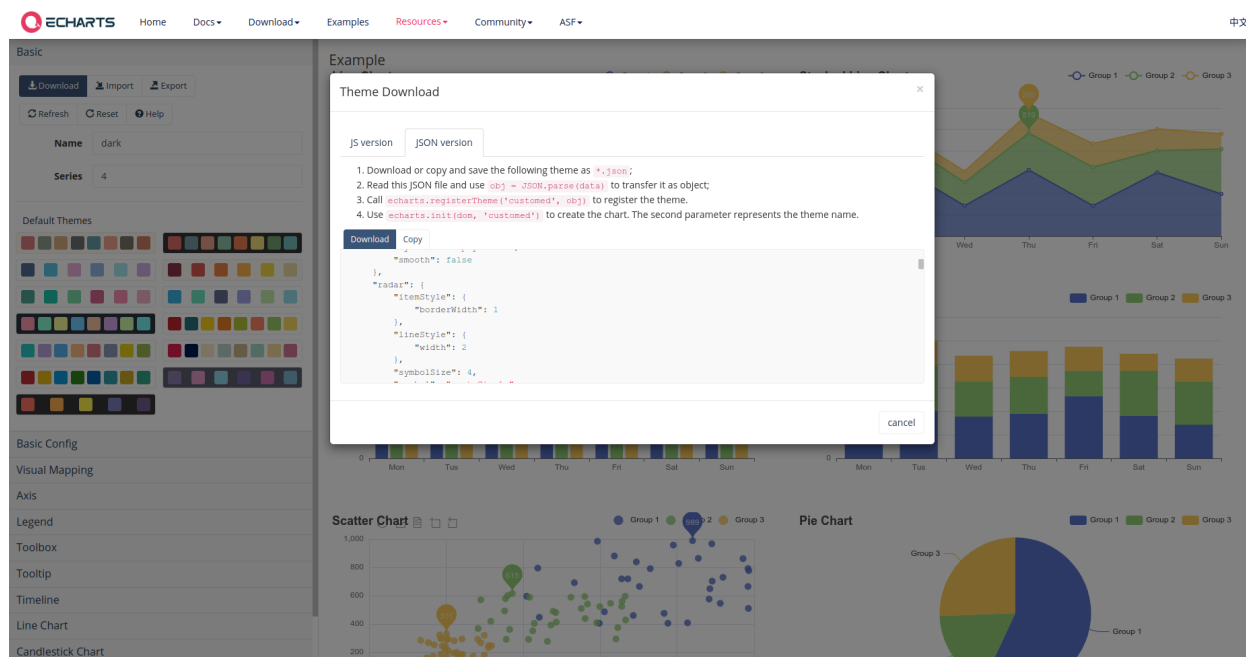 ECHARTS Home Docs Download Examples Resources Community ASF 中文
Basic
Download Import Export
Refresh Reset Help
Name dark
Series 4
Default Themes
Basic Config
Visual Mapping
Axis
Legend
Toolbox
Tooltip
Timeline
Line Chart
Candlestick Chart
Example
Group 1 Group 2 Group 3
Theme Download ×
JS version JSON version
1. Download or copy and save the following theme as *.json;
2. Read this JSON file and use obj = JSON.parse(data) to transfer it as object;
3. Call echarts.registerTheme('customed', obj) to register the theme.
4. Use echarts.init(dom, 'customed') to create the chart. The second parameter represents the theme name.
Download Copy
"smooth": false
},
"radar": {
"itemStyle": {
"borderWidth": 1
},
"lineStyle": {
"width": 2
},
"symbolSize": 4,
cancel
Wed Thu Fri Sat Sun
Group 1 Group 2 Group 3
0 Mon Tus Wed Thu Fri Sat Sun
0 Mon Tus Wed Thu Fri Sat Sun
Scatter Chart Group 1 989 2 Group 3
1,000
800
615
600
400
200
Pie Chart Group 1 Group 2 Group 3
Group 3
Group 1